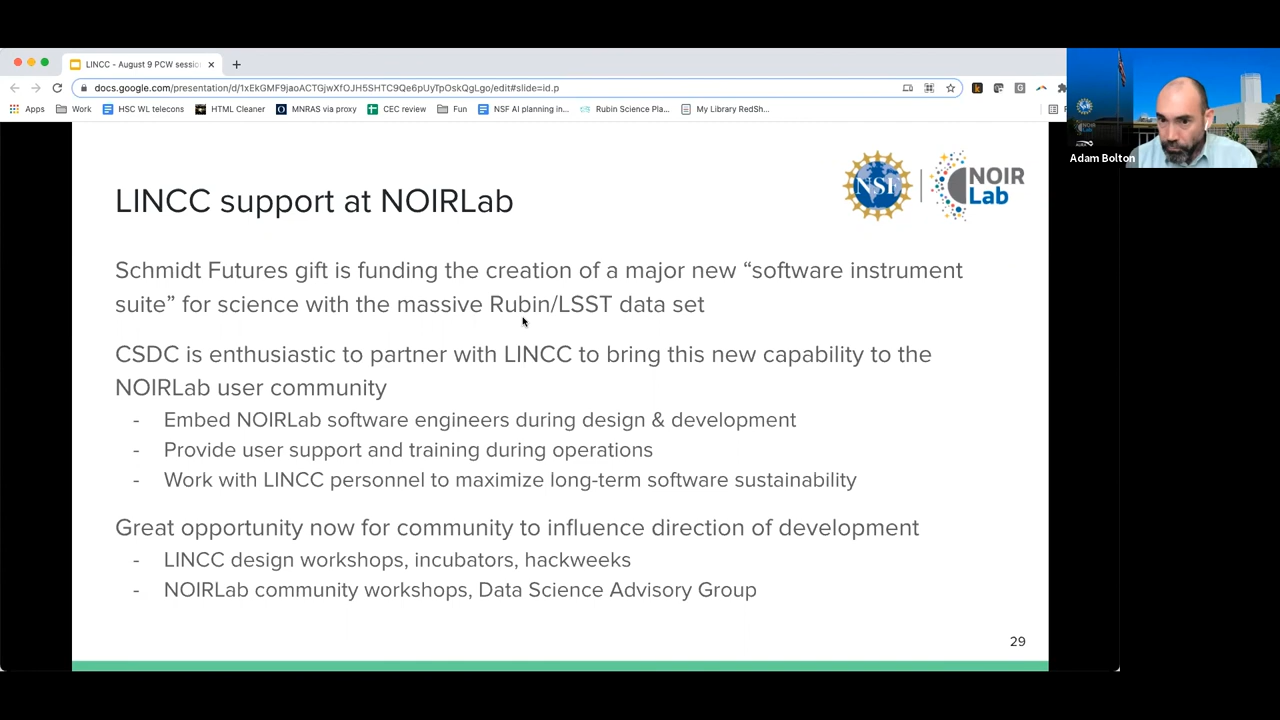 LINCC - August 9 PCW sessio
docs.google.com/presentation/d/1xEkGMF9jaoACTGjwXfOJH5SHTC9Qe6pUyTpOskQgLgo/edit#slide=id.p
Apps Work HSC WL telecons HTML Cleaner MNRAS via proxy CEC review Fun NSF AI planning in... Rubin Science Pla... My Library RedSh...
Adam Bolton
NSF NOIR
Lab
LINCC support at NOIRLab
Schmidt Futures gift is funding the creation of a major new “software instrument
suite” for science with the massive Rubin/LSST data set
CSDC is enthusiastic to partner with LINCC to bring this new capability to the
NOIRLab user community
- Embed NOIRLab software engineers during design & development
- Provide user support and training during operations
- Work with LINCC personnel to maximize long-term software sustainability
Great opportunity now for community to influence direction of development
- LINCC design workshops, incubators, hackweeks
- NOIRLab community workshops, Data Science Advisory Group
29